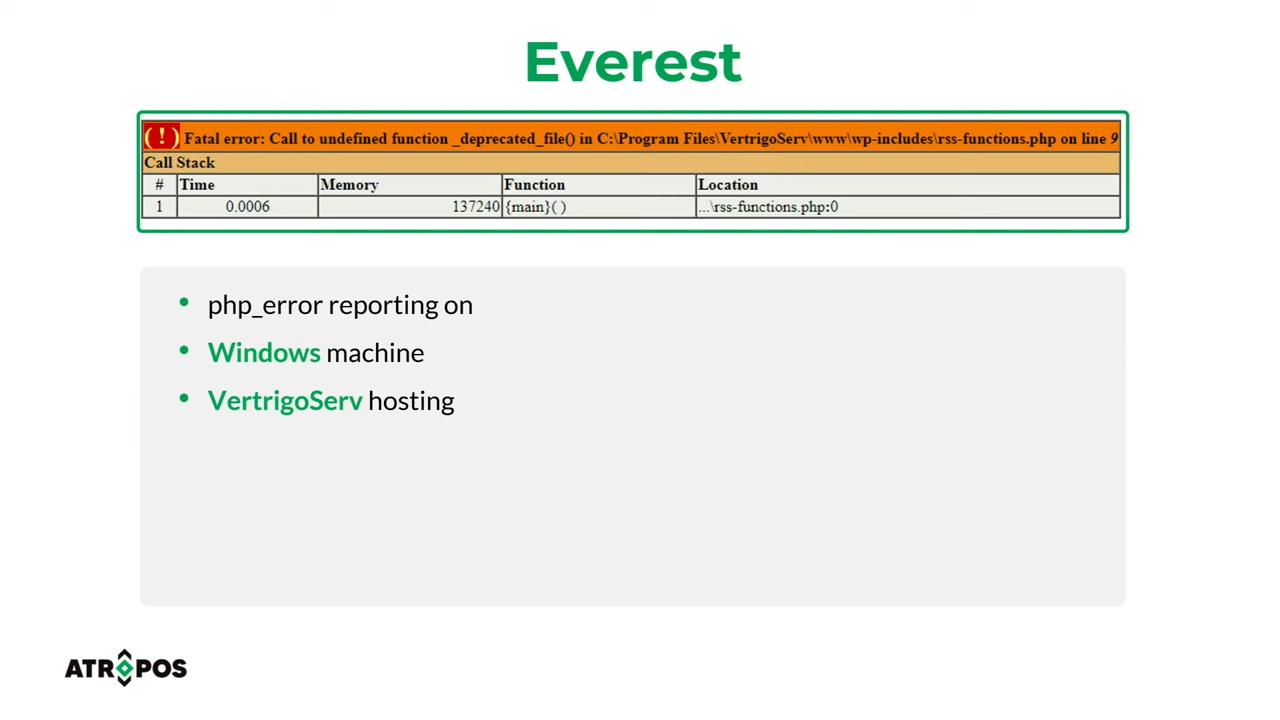 Everest
(!) Fatal error: Call to undefined function _deprecated_file() in C:\Program Files\VertrigoServ\www\wp-includes\rss-functions.php on line 9
Call Stack
# Time Memory Function Location
1 0.0006 137240 {main}( ) ...\rss-functions.php:0
• php_error reporting on
• Windows machine
• VertrigoServ hosting
ATROPOS